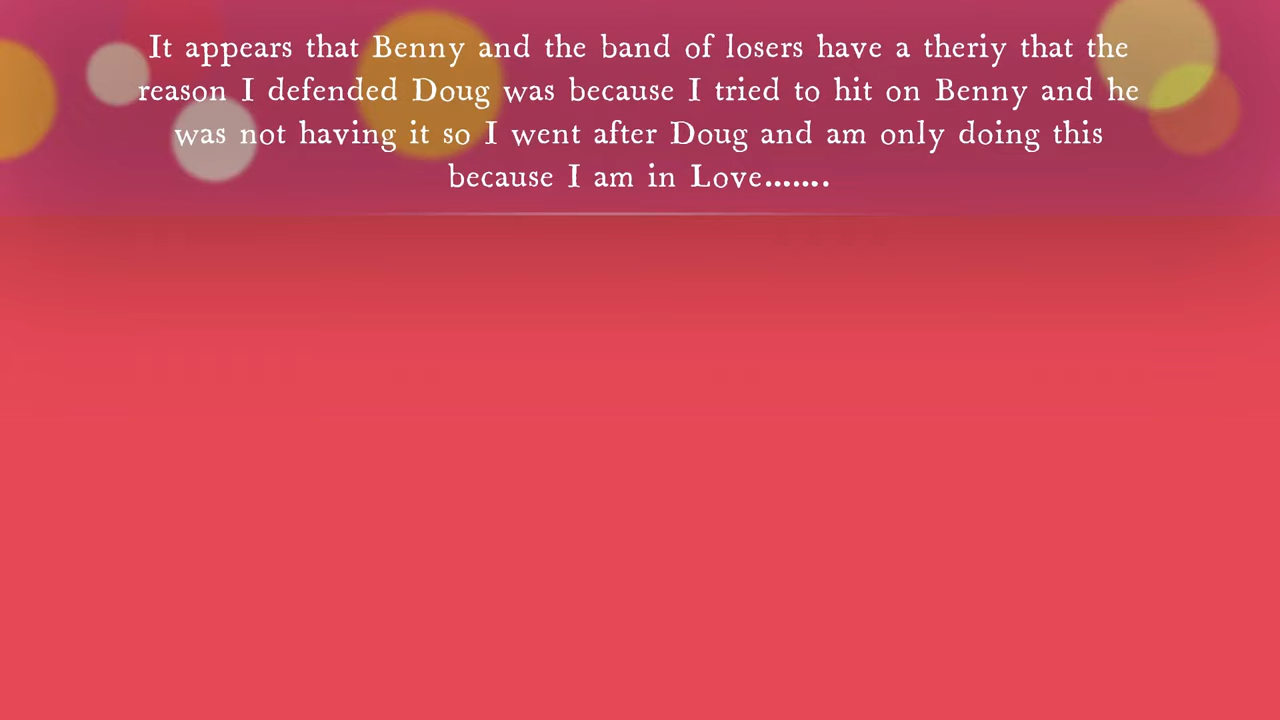 It appears that Benny and the band of losers have a theriy that the
reason I defended Doug was because I tried to hit on Benny and he
was not having it so I went after Doug and am only doing this
because I am in Love.......